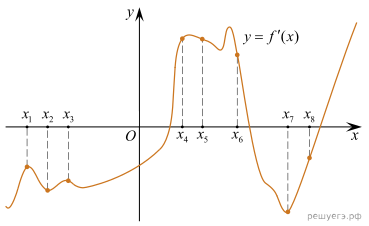 y
y = f′(x)
x₁ x₂ x₃ x₇ x₈
O x₄ x₅ x₆ x
решуегэ.рф